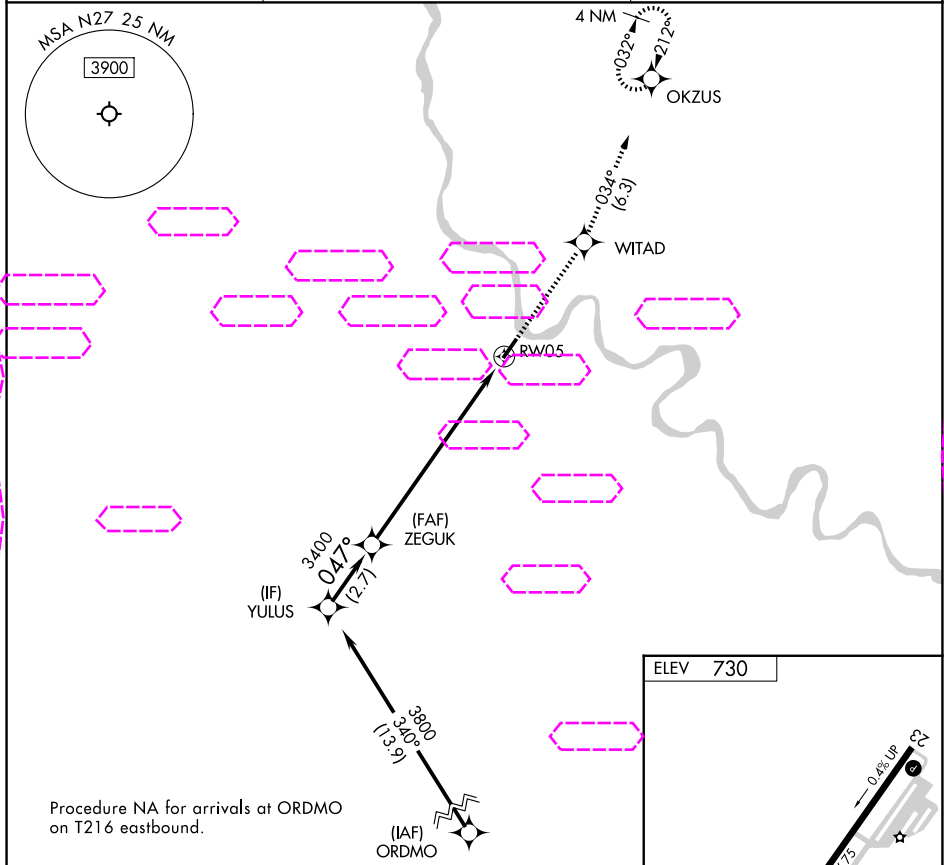 MSA N27 25 NM
3900
4 NM
032°
212°
OKZUS
034°
(6.3)
WITAD
RW05
(FAF)
ZEGUK
3400
047°
(2.7)
(IF)
YULUS
3800
340°
(13.9)
(IAF)
ORDMO
Procedure NA for arrivals at ORDMO
on T216 eastbound.
ELEV 730
23
0.4% UP
P